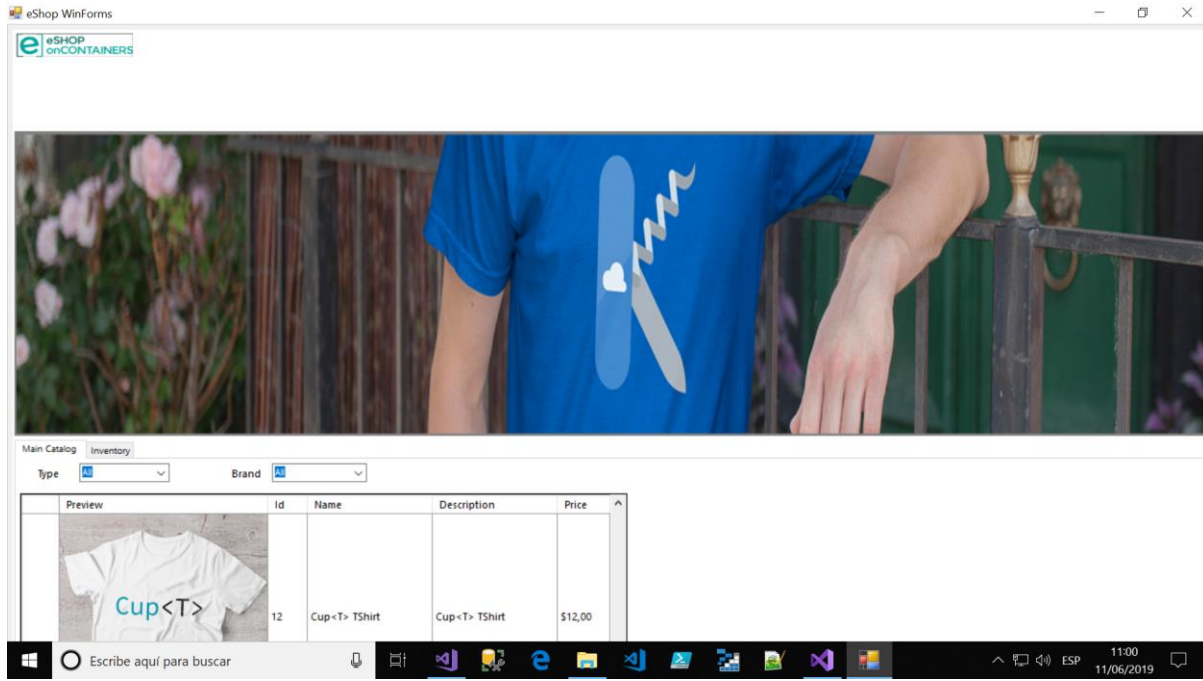 eShop WinForms
eSHOP
onCONTAINERS
Main Catalog Inventory
Type All Brand All
Preview Id Name Description Price
Cup<T>
12 Cup<T> TShirt Cup<T> TShirt $12,00
Escribe aquí para buscar
ESP
11:00
11/06/2019